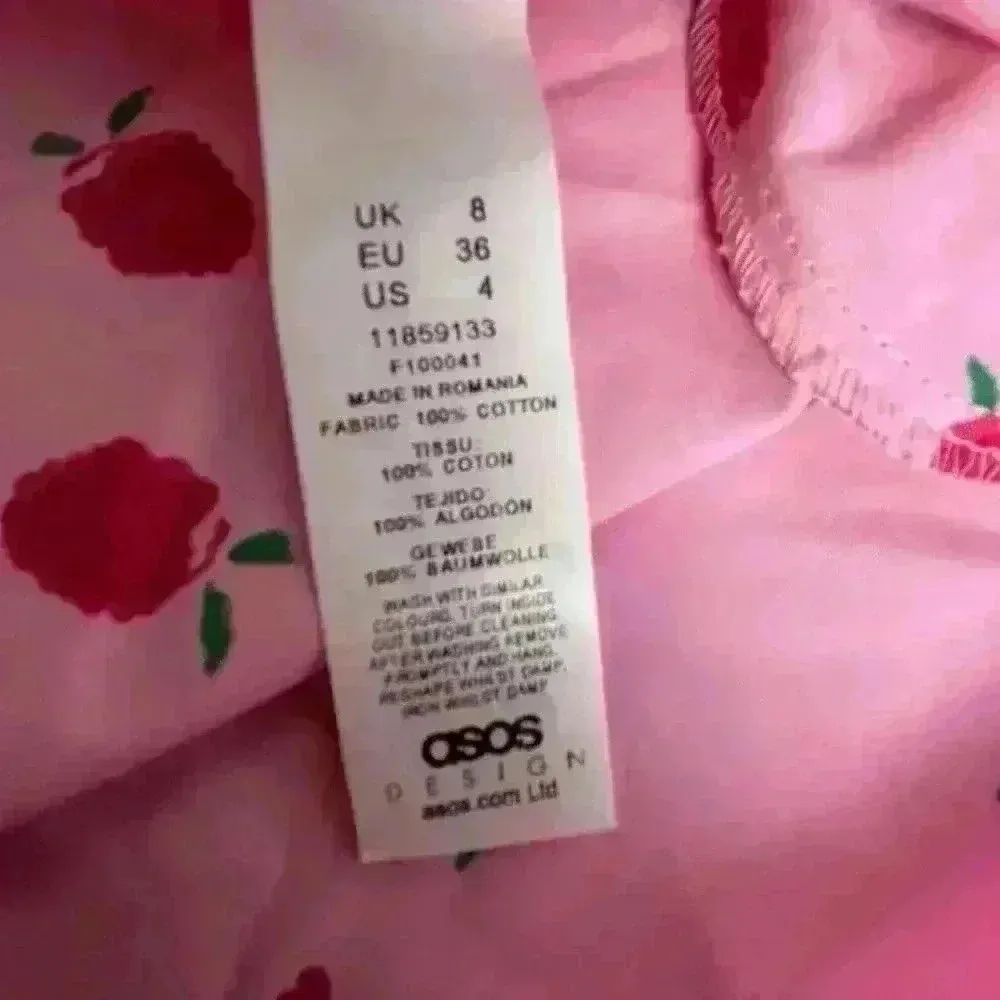 UK 8
EU 36
US 4
11859133
F100041
MADE IN ROMANIA
FABRIC 100% COTTON
TISSU:
100% COTON
TEJIDO:
100% ALGODON
GEWEBE
100% BAUMWOLLE
WASH WITH SIMILAR
COLOURS, TURN INSIDE
OUT BEFORE CLEANING
AFTER WASHING REMOVE
PROMPTLY AND HANG.
RESHAPE WHILST DAMP.
IRON WHILST DAMP
asos
DESIGN
asos.com Ltd